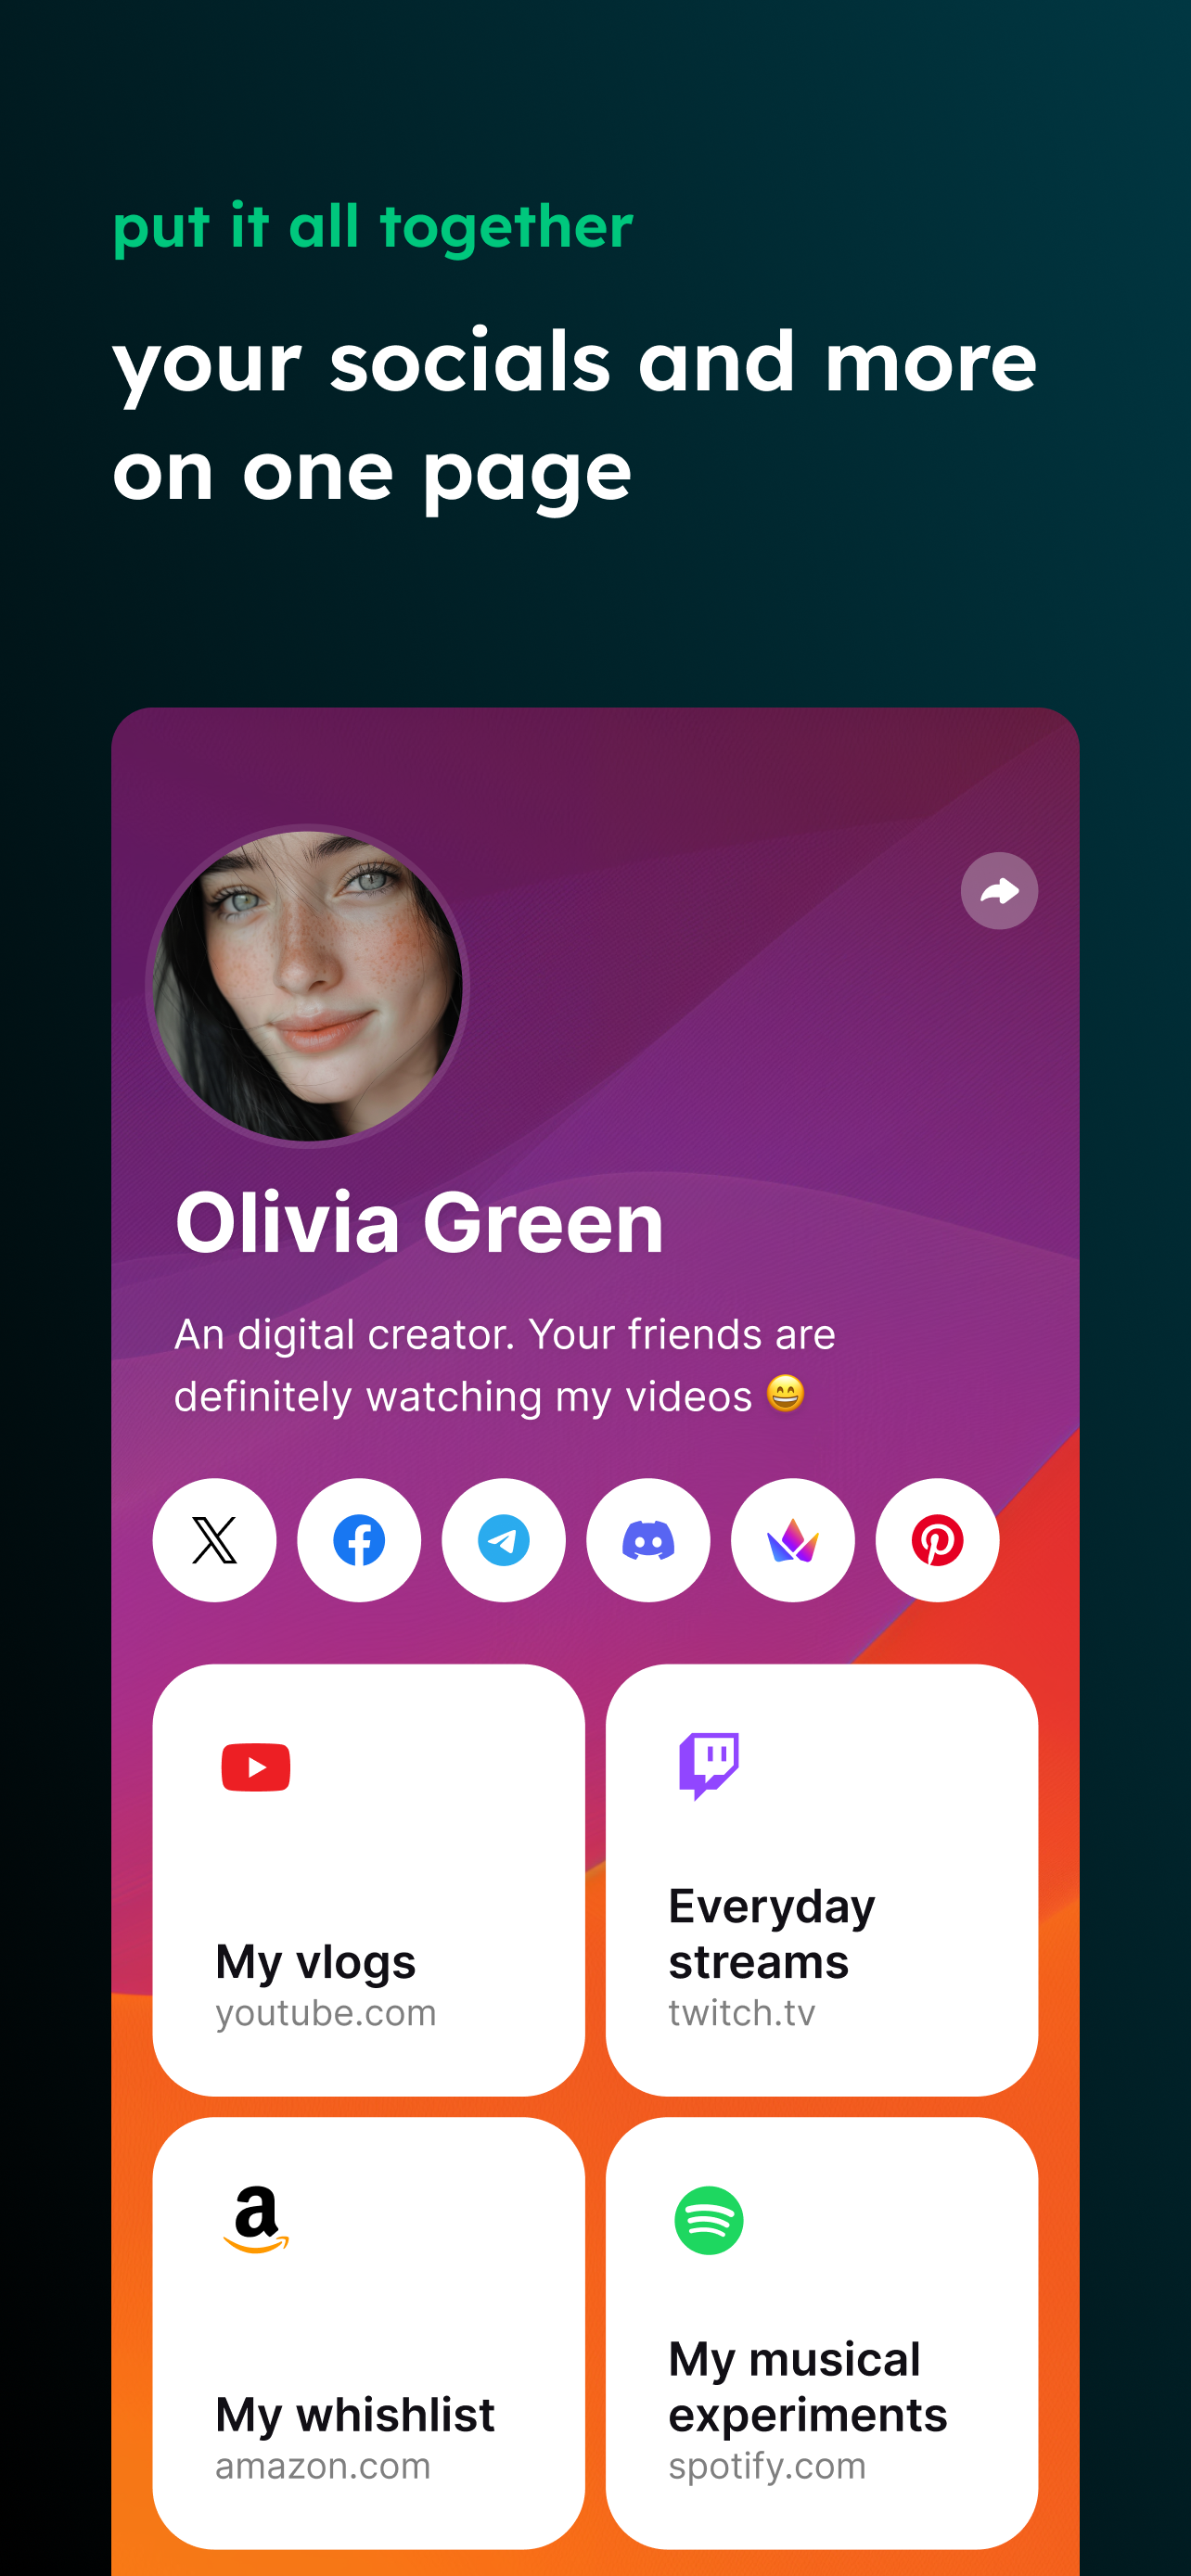 put it all together
your socials and more
on one page
Olivia Green
An digital creator. Your friends are
definitely watching my videos 😄
My vlogs
youtube.com
Everyday
streams
twitch.tv
My whishlist
amazon.com
My musical
experiments
spotify.com